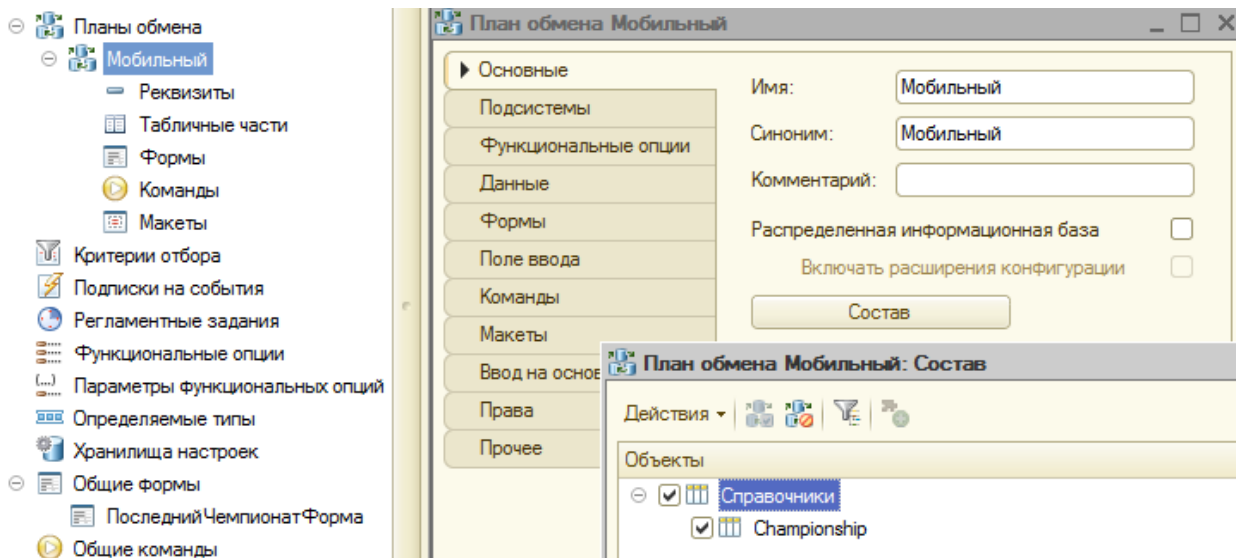 Планы обмена
Мобильный
Реквизиты
Табличные части
Формы
Команды
Макеты
Критерии отбора
Подписки на события
Регламентные задания
Функциональные опции
Параметры функциональных опций
Определяемые типы
Хранилища настроек
Общие формы
ПоследнийЧемпионатФорма
Общие команды
План обмена Мобильный
Основные
Подсистемы
Функциональные опции
Данные
Формы
Поле ввода
Команды
Макеты
Ввод на основ
Права
Прочее
Имя: Мобильный
Синоним: Мобильный
Комментарий:
Распределенная информационная база
Включать расширения конфигурации
Состав
План обмена Мобильный: Состав
Действия
Объекты
Справочники
Championship